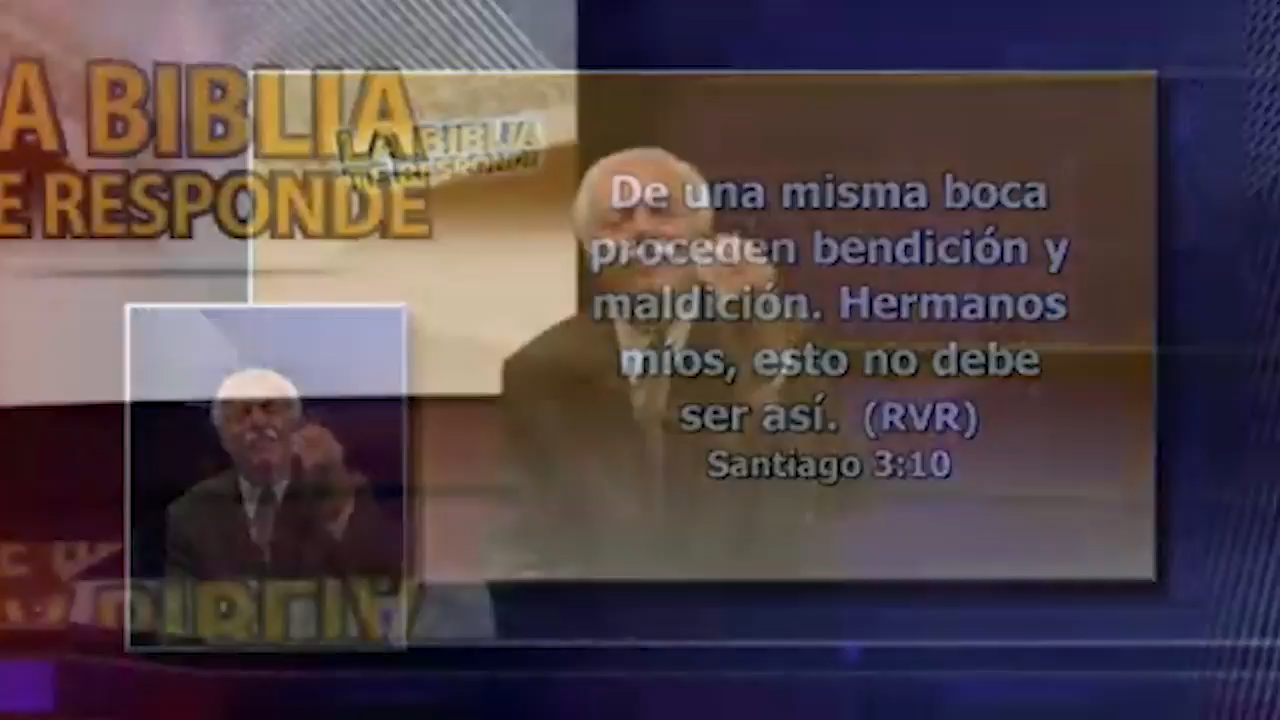 A BIBLIA
E RESPONDE
LA BIBLIA
De una misma boca
proceden bendición y
maldición. Hermanos
míos, esto no debe
ser así. (RVR)
Santiago 3:10